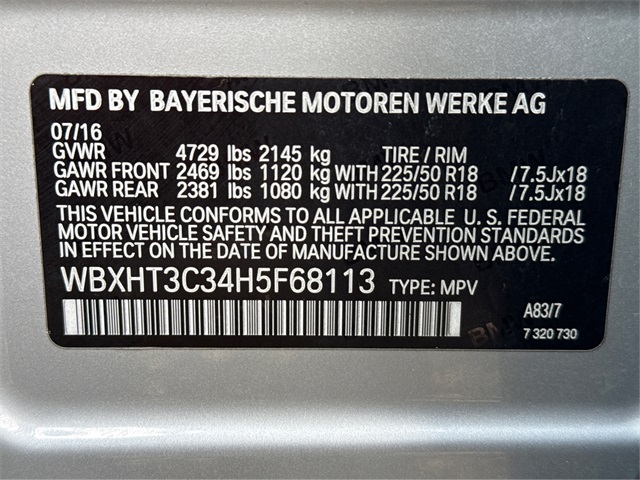 MFD BY BAYERISCHE MOTOREN WERKE AG
07/16
GVWR 4729 lbs 2145 kg TIRE / RIM
GAWR FRONT 2469 lbs 1120 kg WITH 225/50 R18 / 7.5Jx18
GAWR REAR 2381 lbs 1080 kg WITH 225/50 R18 / 7.5Jx18
THIS VEHICLE CONFORMS TO ALL APPLICABLE U. S. FEDERAL
MOTOR VEHICLE SAFETY AND THEFT PREVENTION STANDARDS
IN EFFECT ON THE DATE OF MANUFACTURE SHOWN ABOVE.
WBXHT3C34H5F68113 TYPE: MPV
A83/7
7 320 730